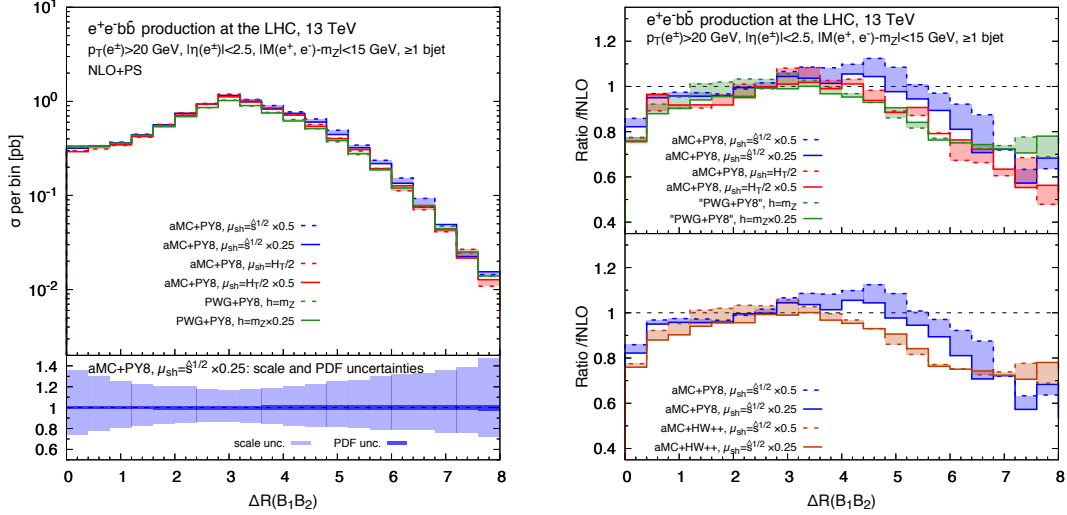 e⁺e⁻bb̄ production at the LHC, 13 TeV
p_T(e^±)>20 GeV, |η(e^±)|<2.5, |M(e⁺, e⁻)-m_Z|<15 GeV, ≥1 bjet
NLO+PS
10¹
10⁰
10⁻¹
10⁻²
σ per bin [pb]
aMC+PY8, μ_sh=ŝ^1/2 ×0.5
aMC+PY8, μ_sh=ŝ^1/2 ×0.25
aMC+PY8, μ_sh=H_T/2
aMC+PY8, μ_sh=H_T/2 ×0.5
PWG+PY8, h=m_Z
PWG+PY8, h=m_Z×0.25
aMC+PY8, μ_sh=ŝ^1/2 ×0.25: scale and PDF uncertainties
1.4
1.2
1
0.8
0.6
scale unc.
PDF unc.
0 1 2 3 4 5 6 7 8
ΔR(B₁B₂)
e⁺e⁻bb̄ production at the LHC, 13 TeV
p_T(e^±)>20 GeV, |η(e^±)|<2.5, |M(e⁺, e⁻)-m_Z|<15 GeV, ≥1 bjet
1.2
1
0.8
0.6
0.4
Ratio /fNLO
aMC+PY8, μ_sh=ŝ^1/2 ×0.5
aMC+PY8, μ_sh=ŝ^1/2 ×0.25
aMC+PY8, μ_sh=H_T/2
aMC+PY8, μ_sh=H_T/2 ×0.5
"PWG+PY8", h=m_Z
"PWG+PY8", h=m_Z×0.25
1.2
1
0.8
0.6
0.4
Ratio /fNLO
aMC+PY8, μ_sh=ŝ^1/2 ×0.5
aMC+PY8, μ_sh=ŝ^1/2 ×0.25
aMC+HW++, μ_sh=ŝ^1/2 ×0.5
aMC+HW++, μ_sh=ŝ^1/2 ×0.25
0 1 2 3 4 5 6 7 8
ΔR(B₁B₂)